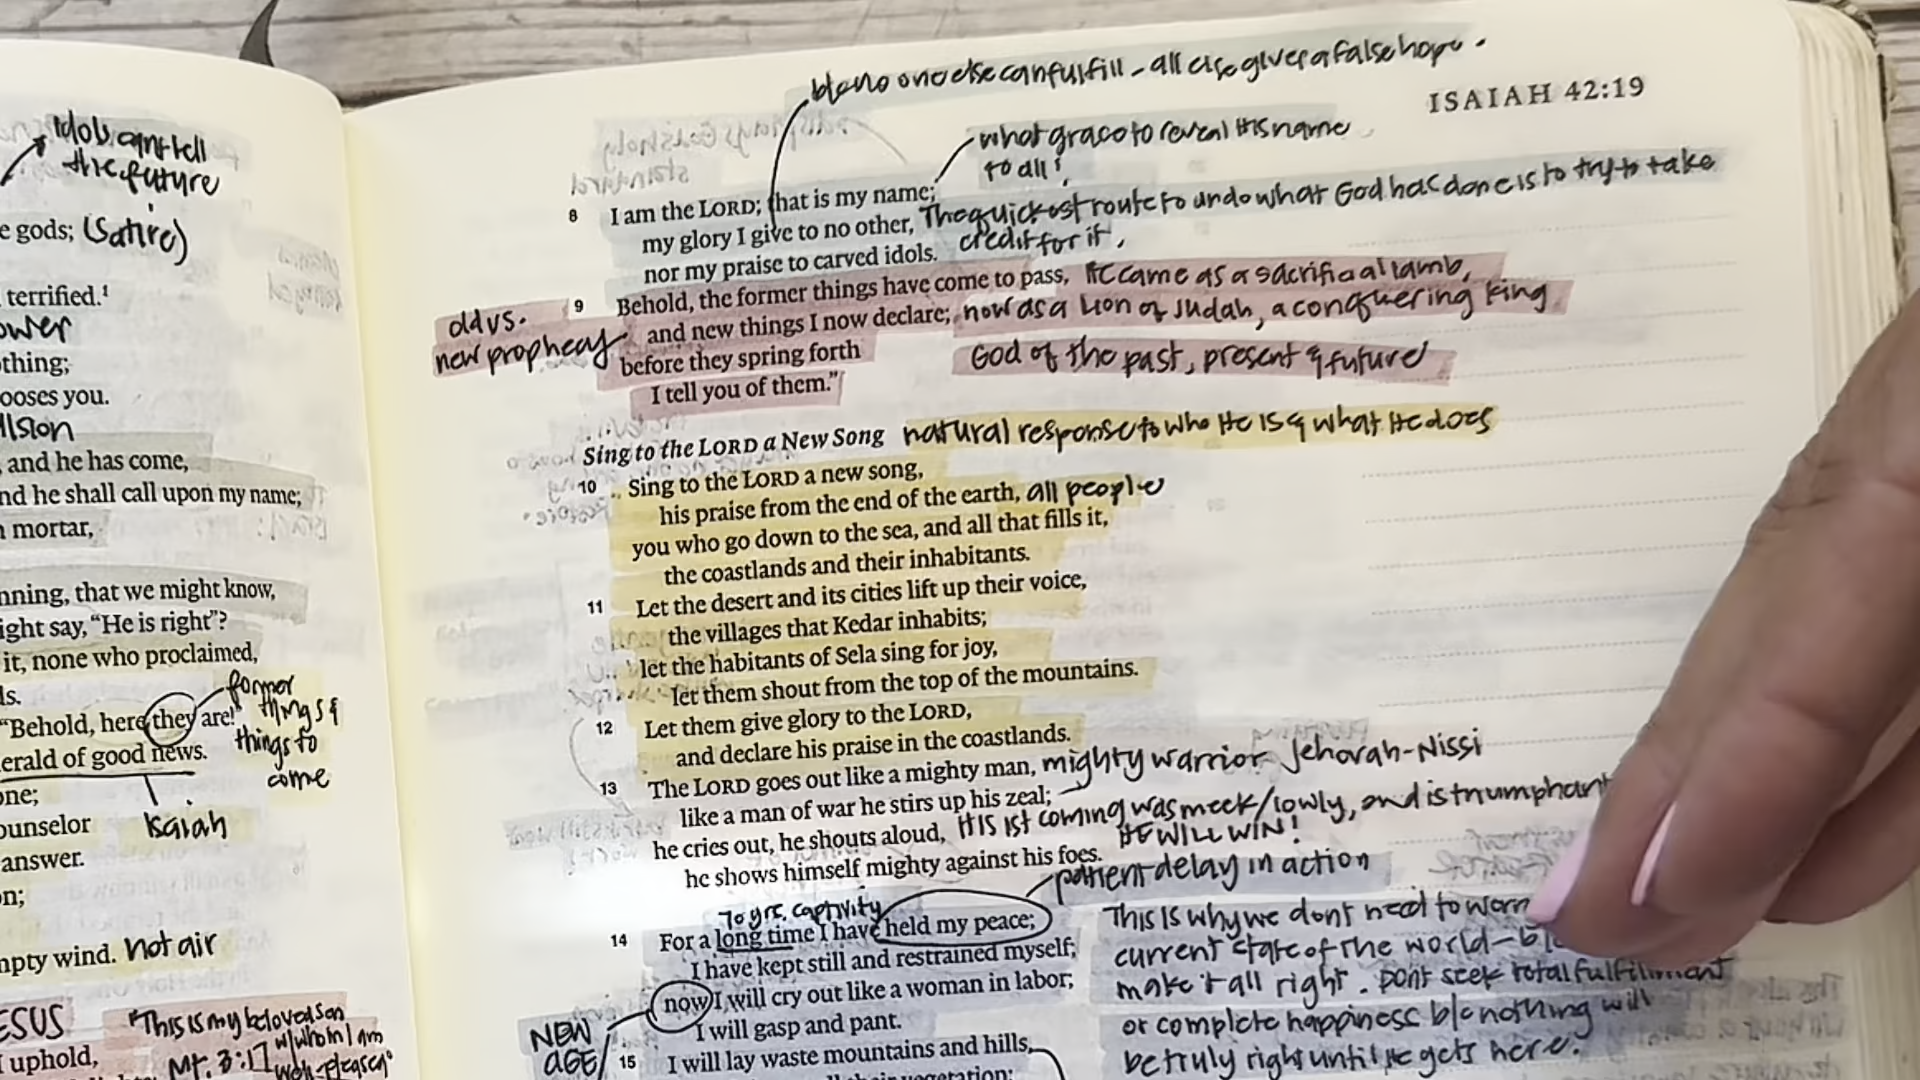 idols can't tell
the future
e gods; (satire)
terrified.¹
ower
thing;
ooses you.
, and he has come,
nd he shall call upon my name;
mortar,
nning, that we might know,
ight say, "He is right"?
it, none who proclaimed,
ls.
former
things &
things to
come
"Behold, here they are!"
erald of good news.
one;
Isaiah
ounselor
answer.
on;
mpty wind. not air
ESUS
"This is my beloved son
w/whom I am
well-pleased"
Mt. 3:17
I uphold,
b/c no one else can fulfill - all else gives a false hope.
ISAIAH 42:19
what grace to reveal this name
to all!
8 I am the LORD; that is my name;
my glory I give to no other, The quickest route to undo what God has done is to try to take
credit for it.
nor my praise to carved idols.
9 Behold, the former things have come to pass, He came as a sacrificial lamb,
old vs.
new prophecy
and new things I now declare; now as a Lion of Judah, a conquering king
before they spring forth
God of the past, present & future
I tell you of them."
Sing to the LORD a New Song natural response to who He is & what He does
10 Sing to the LORD a new song,
his praise from the end of the earth, all people
you who go down to the sea, and all that fills it,
the coastlands and their inhabitants.
11 Let the desert and its cities lift up their voice,
the villages that Kedar inhabits;
let the habitants of Sela sing for joy,
let them shout from the top of the mountains.
12 Let them give glory to the LORD,
and declare his praise in the coastlands.
13 The LORD goes out like a mighty man, mighty warrior Jehovah-Nissi
like a man of war he stirs up his zeal;
he cries out, he shouts aloud, His 1st coming was meek/lowly, 2nd is triumphant
HE WILL WIN!
he shows himself mighty against his foes.
patient delay in action
70 yrs. captivity
14 For a long time I have held my peace;
I have kept still and restrained myself;
now I will cry out like a woman in labor;
I will gasp and pant.
NEW
AGE
15 I will lay waste mountains and hills,
This is why we dont need to
current state of the world-
make it all right. Dont seek total fulfillment
or complete happiness b/c nothing will
be truly right until He gets here.